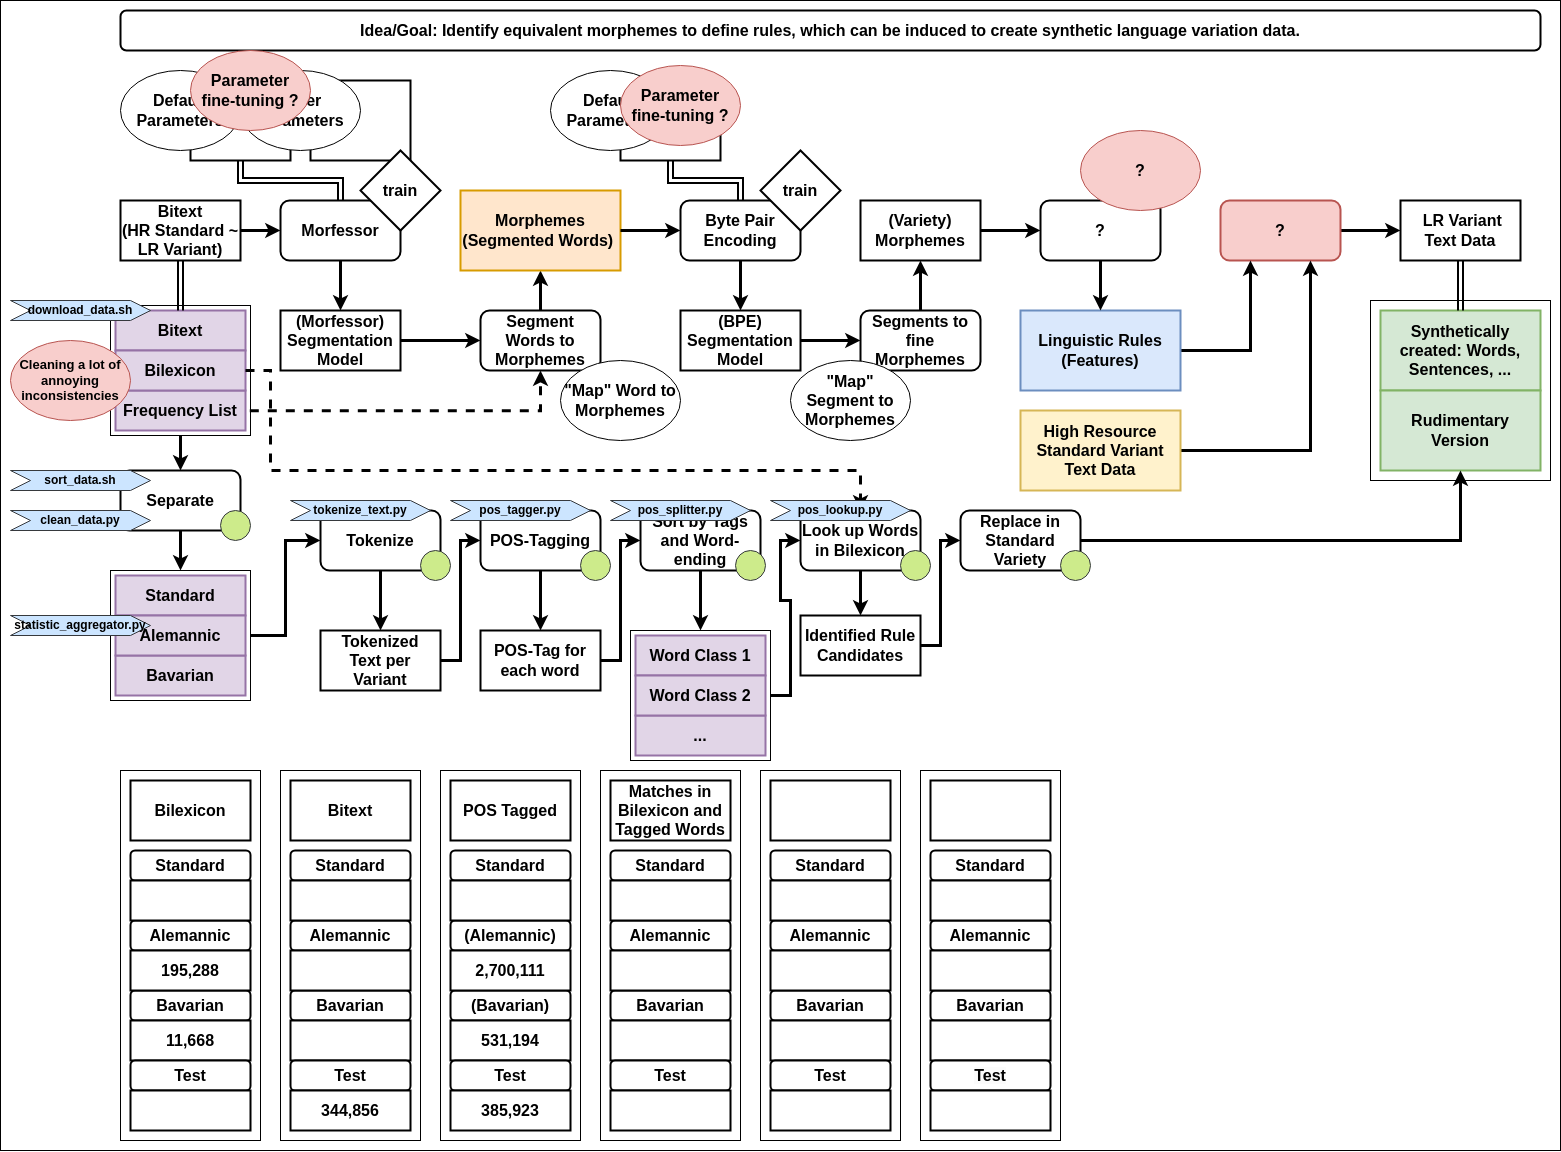 Idea/Goal: Identify equivalent morphemes to define rules, which can be induced to create synthetic language variation data.
Parameter
fine-tuning ?
Defau
Parameters
er
ameters
train
Parameter
fine-tuning ?
Defau
Parame
train
?
Bitext
(HR Standard ~
LR Variant)
Morfessor
Morphemes
(Segmented Words)
Byte Pair
Encoding
(Variety)
Morphemes
?
?
LR Variant
Text Data
download_data.sh
Bitext
Bilexicon
Frequency List
Cleaning a lot of
annoying
inconsistencies
(Morfessor)
Segmentation
Model
Segment
Words to
Morphemes
"Map" Word to
Morphemes
(BPE)
Segmentation
Model
Segments to
fine
Morphemes
"Map"
Segment to
Morphemes
Linguistic Rules
(Features)
High Resource
Standard Variant
Text Data
Synthetically
created: Words,
Sentences, ...
Rudimentary
Version
sort_data.sh
Separate
clean_data.py
tokenize_text.py
Tokenize
pos_tagger.py
POS-Tagging
pos_splitter.py
Sort by Tags
and Word-
ending
pos_lookup.py
Look up Words
in Bilexicon
Replace in
Standard
Variety
Standard
statistic_aggregator.py
Alemannic
Bavarian
Tokenized
Text per
Variant
POS-Tag for
each word
Word Class 1
Word Class 2
...
Identified Rule
Candidates
Bilexicon
Standard
Alemannic
195,288
Bavarian
11,668
Test
Bitext
Standard
Alemannic
Bavarian
Test
344,856
POS Tagged
Standard
(Alemannic)
2,700,111
(Bavarian)
531,194
Test
385,923
Matches in
Bilexicon and
Tagged Words
Standard
Alemannic
Bavarian
Test
Standard
Alemannic
Bavarian
Test
Standard
Alemannic
Bavarian
Test